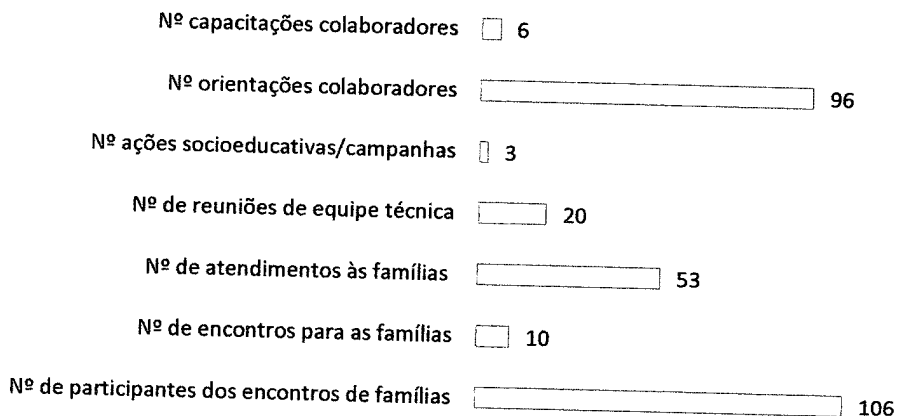 Nº capacitações colaboradores 6
Nº orientações colaboradores 96
Nº ações socioeducativas/campanhas 3
Nº de reuniões de equipe técnica 20
Nº de atendimentos às famílias 53
Nº de encontros para as famílias 10
Nº de participantes dos encontros de famílias 106